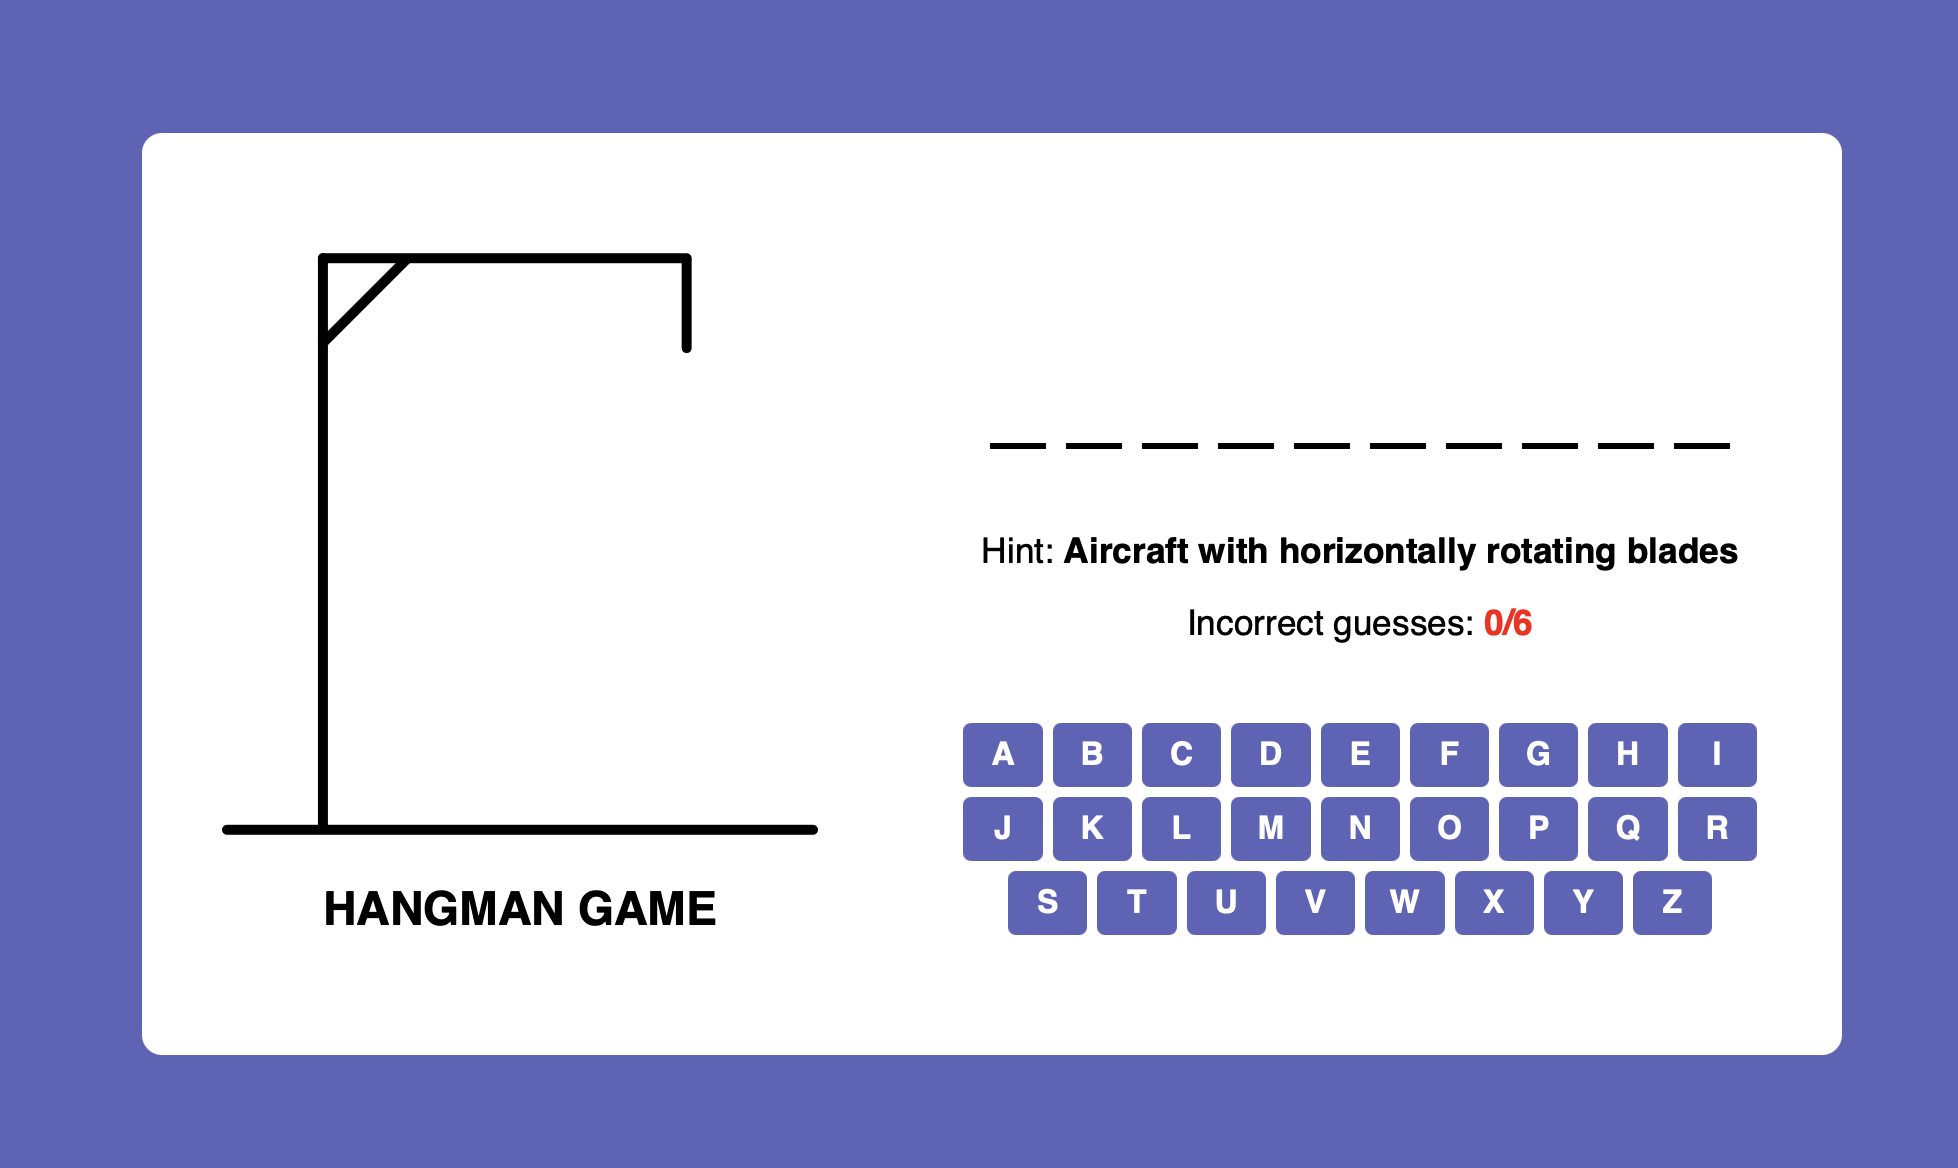 Hint: Aircraft with horizontally rotating blades
Incorrect guesses: 0/6
A B C D E F G H I
J K L M N O P Q R
S T U V W X Y Z
HANGMAN GAME